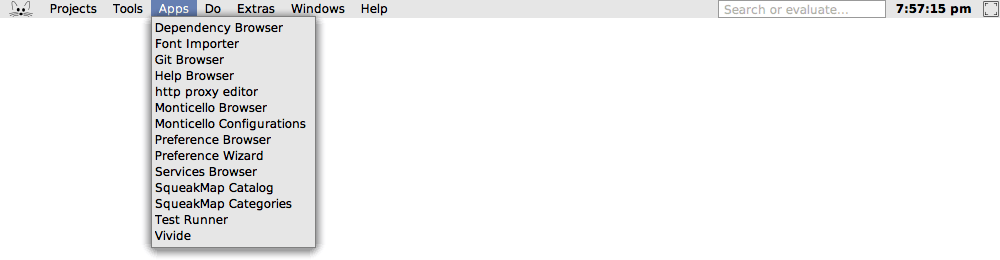 Projects Tools Apps Do Extras Windows Help Search or evaluate... 7:57:15 pm
Dependency Browser
Font Importer
Git Browser
Help Browser
http proxy editor
Monticello Browser
Monticello Configurations
Preference Browser
Preference Wizard
Services Browser
SqueakMap Catalog
SqueakMap Categories
Test Runner
Vivide